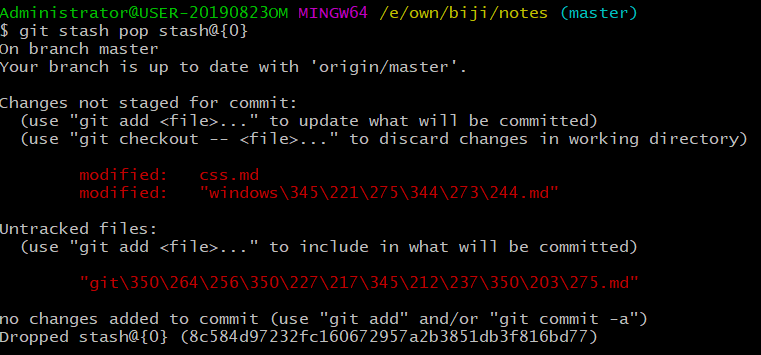 Administrator@USER-20190823OM MINGW64 /e/own/biji/notes (master)
$ git stash pop stash@{0}
On branch master
Your branch is up to date with 'origin/master'.
Changes not staged for commit:
(use "git add <file>..." to update what will be committed)
(use "git checkout -- <file>..." to discard changes in working directory)
modified: css.md
modified: "windows\345\221\275\344\273\244.md"
Untracked files:
(use "git add <file>..." to include in what will be committed)
"git\350\264\256\350\227\217\345\212\237\350\203\275.md"
no changes added to commit (use "git add" and/or "git commit -a")
Dropped stash@{0} (8c584d97232fc160672957a2b3851db3f816bd77)